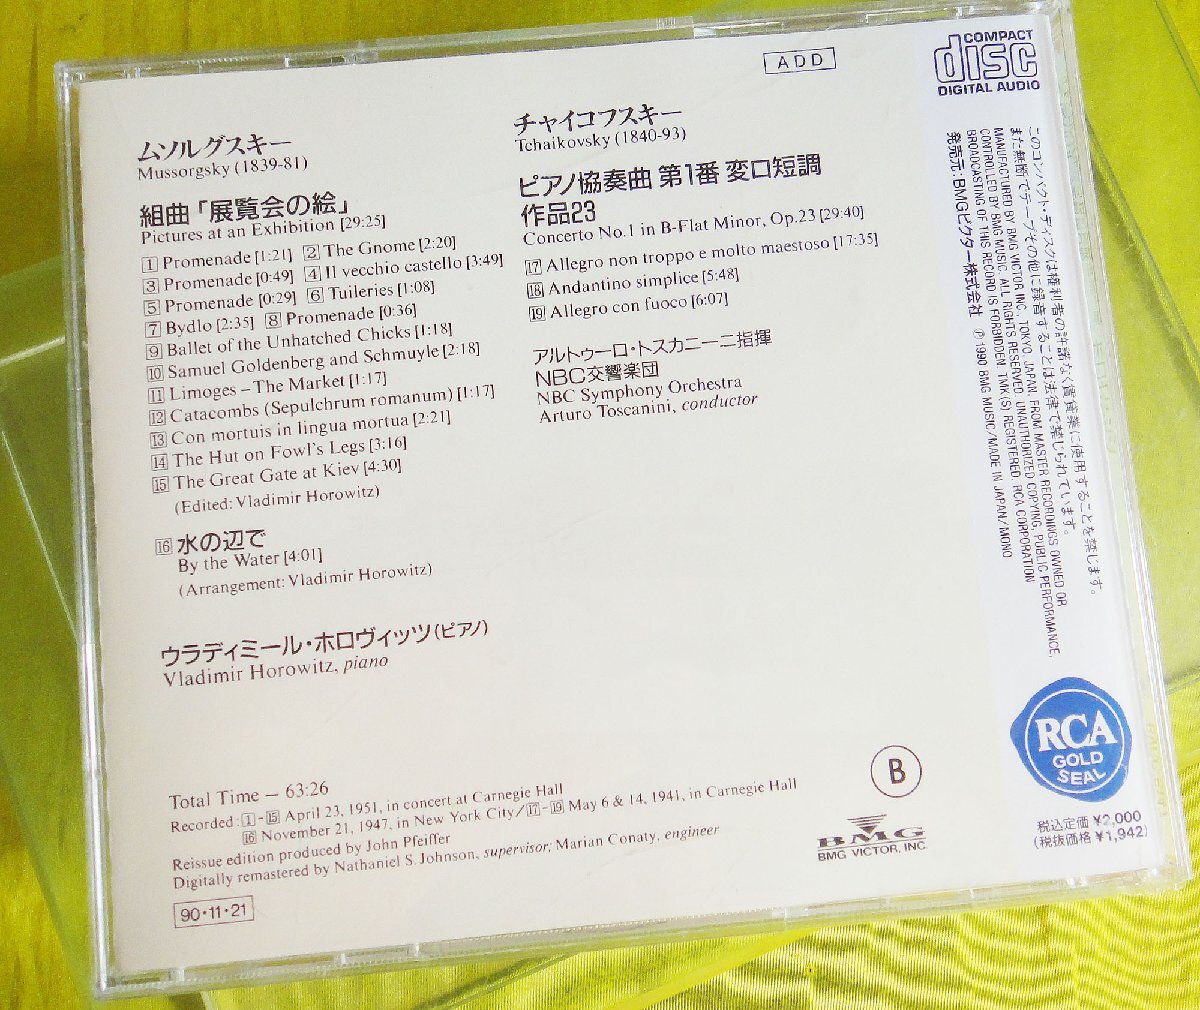 ADD
COMPACT
disc
DIGITAL AUDIO
ムソルグスキー
Mussorgsky (1839-81)
組曲「展覧会の絵」
Pictures at an Exhibition [29:25]
1 Promenade [1:21] 2 The Gnome [2:20]
3 Promenade [0:49] 4 Il vecchio castello [3:49]
5 Promenade [0:29] 6 Tuileries [1:08]
7 Bydlo [2:35] 8 Promenade [0:36]
9 Ballet of the Unhatched Chicks [1:18]
10 Samuel Goldenberg and Schmuyle [2:18]
11 Limoges – The Market [1:17]
12 Catacombs (Sepulchrum romanum) [1:17]
13 Con mortuis in lingua mortua [2:21]
14 The Hut on Fowl's Legs [3:16]
15 The Great Gate at Kiev [4:30]
(Edited: Vladimir Horowitz)
16 水の辺で
By the Water [4:01]
(Arrangement: Vladimir Horowitz)
ウラディミール・ホロヴィッツ(ピアノ)
Vladimir Horowitz, piano
チャイコフスキー
Tchaikovsky (1840-93)
ピアノ協奏曲 第1番 変ロ短調
作品23
Concerto No.1 in B-Flat Minor, Op.23 [29:40]
17 Allegro non troppo e molto maestoso [17:35]
18 Andantino simplice [5:48]
19 Allegro con fuoco [6:07]
アルトゥーロ・トスカニーニ指揮
NBC交響楽団
NBC Symphony Orchestra
Arturo Toscanini, conductor
Total Time – 63:26
Recorded: 1-15 April 23, 1951, in concert at Carnegie Hall
16 November 21, 1947, in New York City/17-19 May 6 & 14, 1941, in Carnegie Hall
Reissue edition produced by John Pfeiffer
Digitally remastered by Nathaniel S. Johnson, supervisor; Marian Conaty, engineer
90・11・21
B
BMG
BMG VICTOR, INC.
このコンパクト・ディスクは権利者の許諾なく賃貸業に使用することを禁じます。
また無断でテープその他に録音することは法律で禁じられています。
MANUFACTURED BY BMG VICTOR INC., TOKYO, JAPAN. FROM MASTER RECORDINGS OWNED OR
CONTROLLED BY BMG MUSIC. ALL RIGHTS RESERVED. UNAUTHORIZED COPYING, PUBLIC PERFORMANCE,
BROADCASTING OF THIS RECORD IS FORBIDDEN. TMK(S) REGISTERED. RCA CORPORATION
発売元:BMGビクター株式会社 ℗1990 BMG MUSIC/MADE IN JAPAN/MONO
RCA
GOLD
SEAL
税込定価 ¥2,000
(税抜価格 ¥1,942)